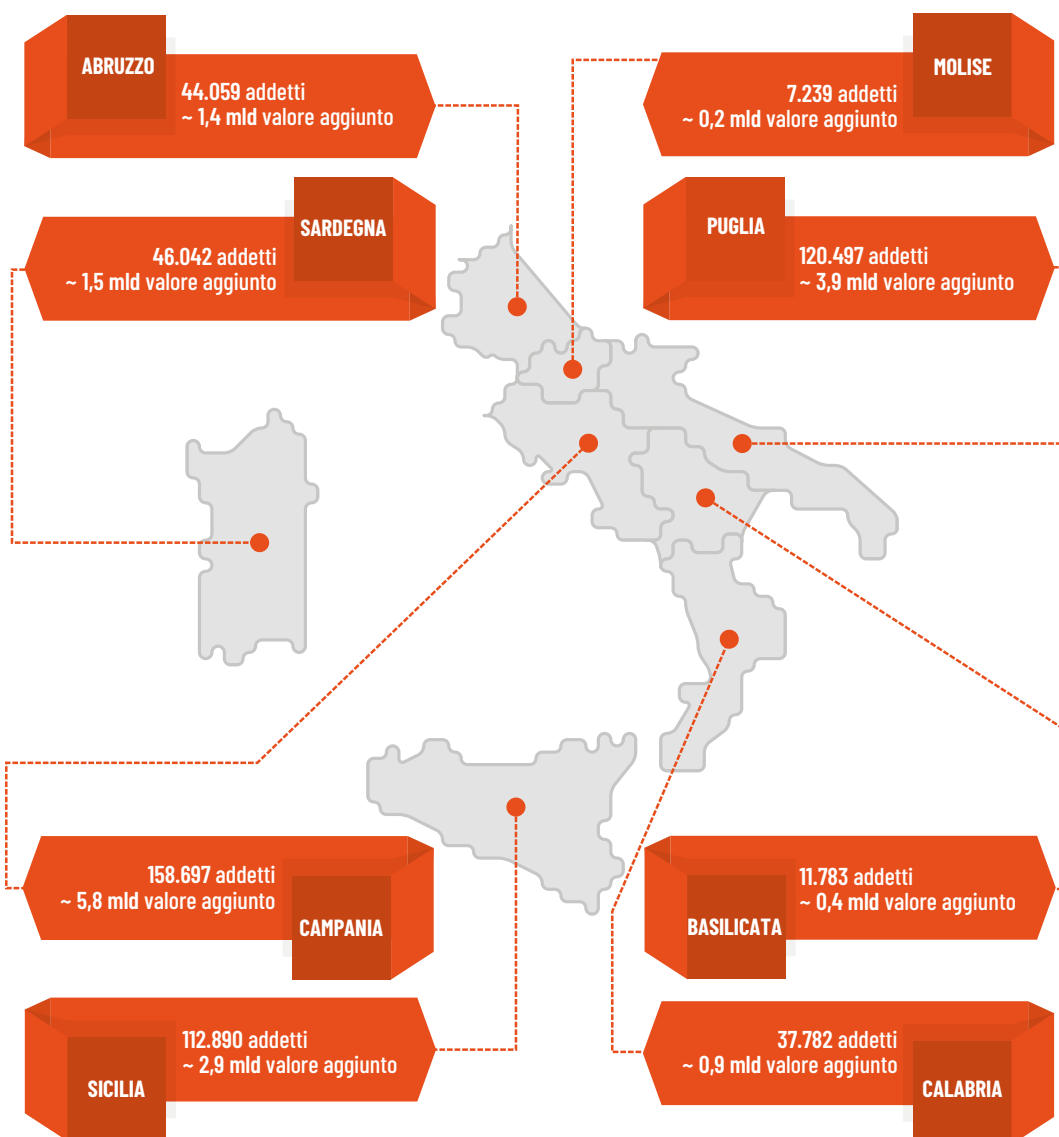 ABRUZZO
44.059 addetti
~ 1,4 mld valore aggiunto
MOLISE
7.239 addetti
~ 0,2 mld valore aggiunto
SARDEGNA
46.042 addetti
~ 1,5 mld valore aggiunto
PUGLIA
120.497 addetti
~ 3,9 mld valore aggiunto
158.697 addetti
~ 5,8 mld valore aggiunto
CAMPANIA
11.783 addetti
~ 0,4 mld valore aggiunto
BASILICATA
112.890 addetti
~ 2,9 mld valore aggiunto
SICILIA
37.782 addetti
~ 0,9 mld valore aggiunto
CALABRIA